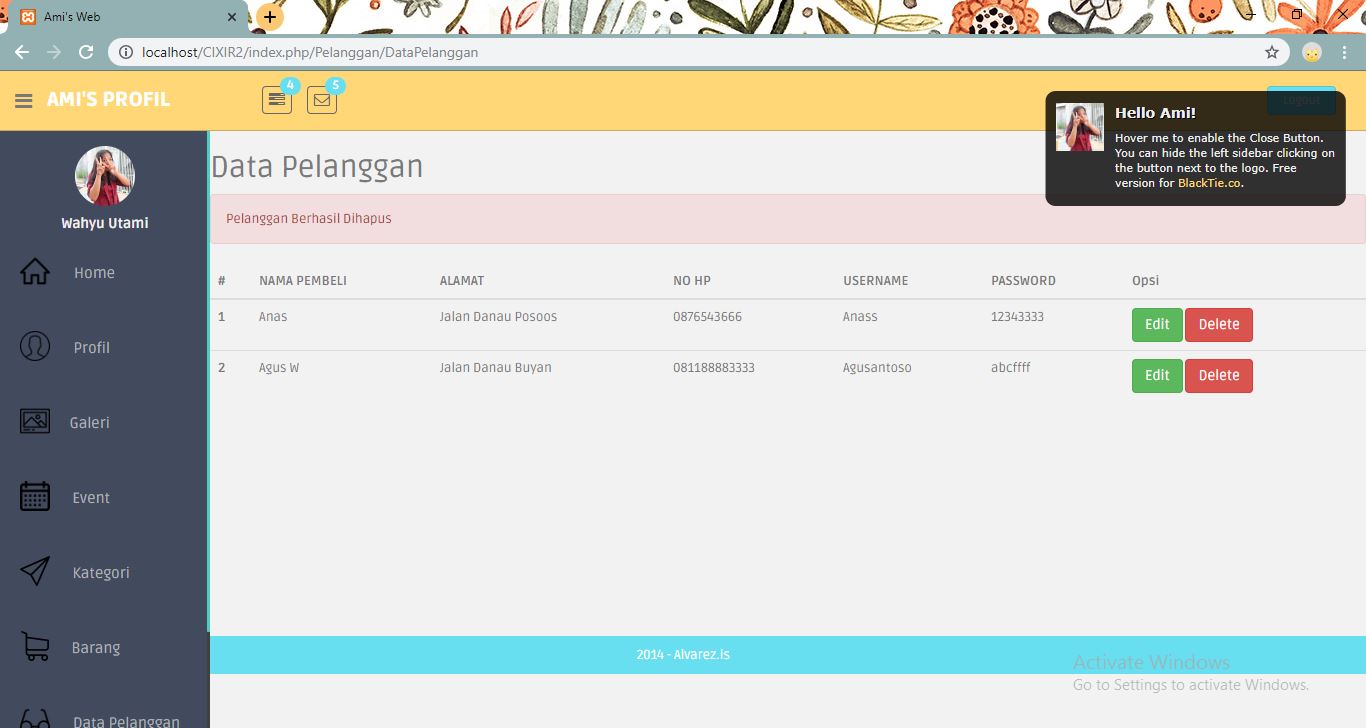 Ami's Web
localhost/CIXIR2/index.php/Pelanggan/DataPelanggan
AMI'S PROFIL
4
5
Logout
Hello Ami!
Hover me to enable the Close Button.
You can hide the left sidebar clicking on
the button next to the logo. Free
version for BlackTie.co.
Wahyu Utami
Home
Profil
Galeri
Event
Kategori
Barang
Data Pelanggan
Data Pelanggan
Pelanggan Berhasil Dihapus
# NAMA PEMBELI ALAMAT NO HP USERNAME PASSWORD Opsi
1 Anas Jalan Danau Posoos 0876543666 Anass 12343333 Edit Delete
2 Agus W Jalan Danau Buyan 081188883333 Agusantoso abcffff Edit Delete
2014 - Alvarez.is
Activate Windows
Go to Settings to activate Windows.